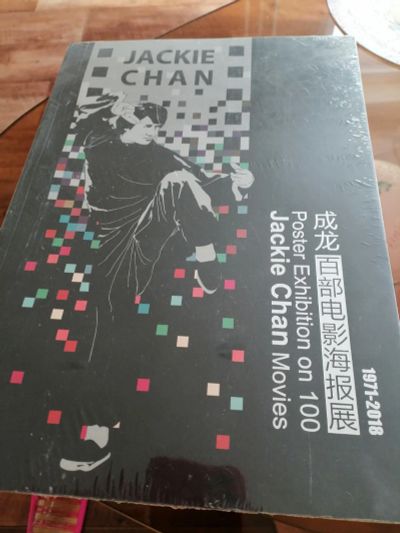 JACKIE
CHAN
1971-2018
成龙百部电影海报展
Poster Exhibition on 100
Jackie Chan Movies